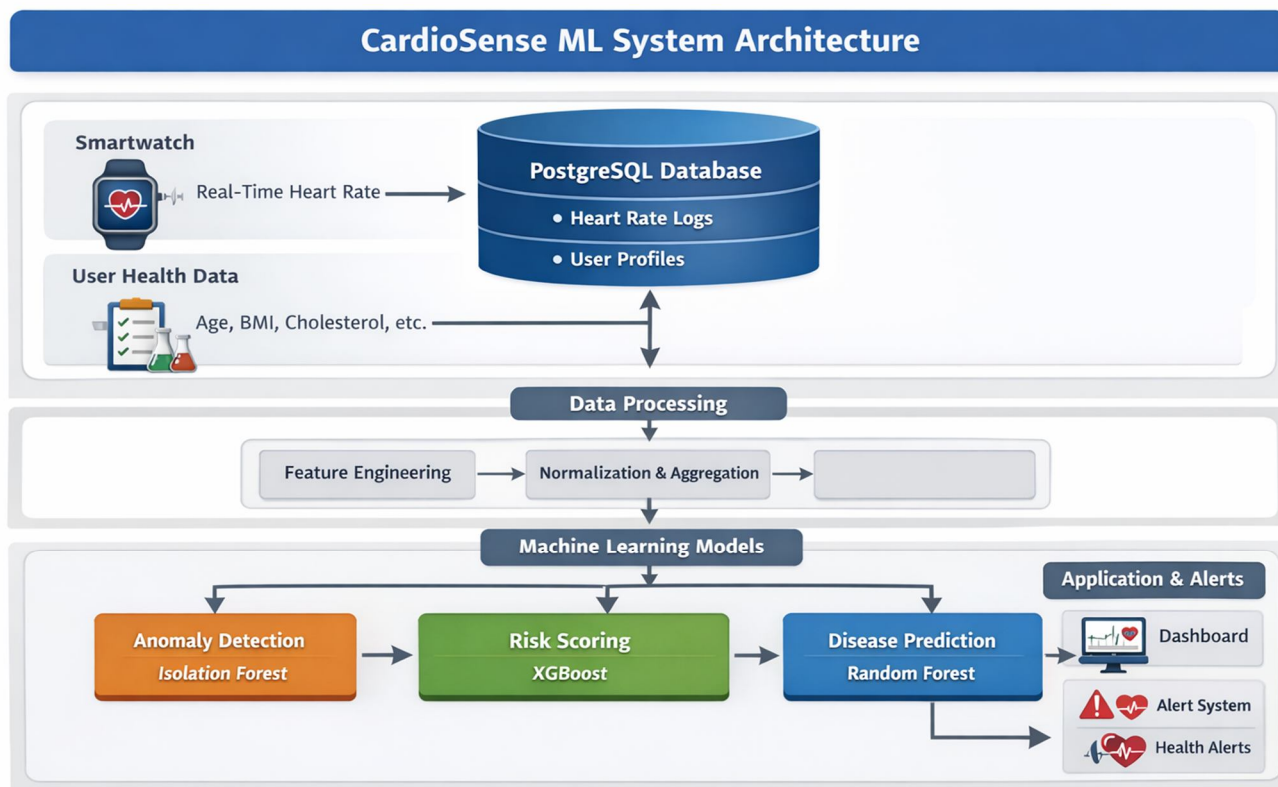 CardioSense ML System Architecture
Smartwatch
Real-Time Heart Rate
PostgreSQL Database
• Heart Rate Logs
• User Profiles
User Health Data
Age, BMI, Cholesterol, etc.
Data Processing
Feature Engineering
Normalization & Aggregation
Machine Learning Models
Application & Alerts
Anomaly Detection
Isolation Forest
Risk Scoring
XGBoost
Disease Prediction
Random Forest
Dashboard
Alert System
Health Alerts